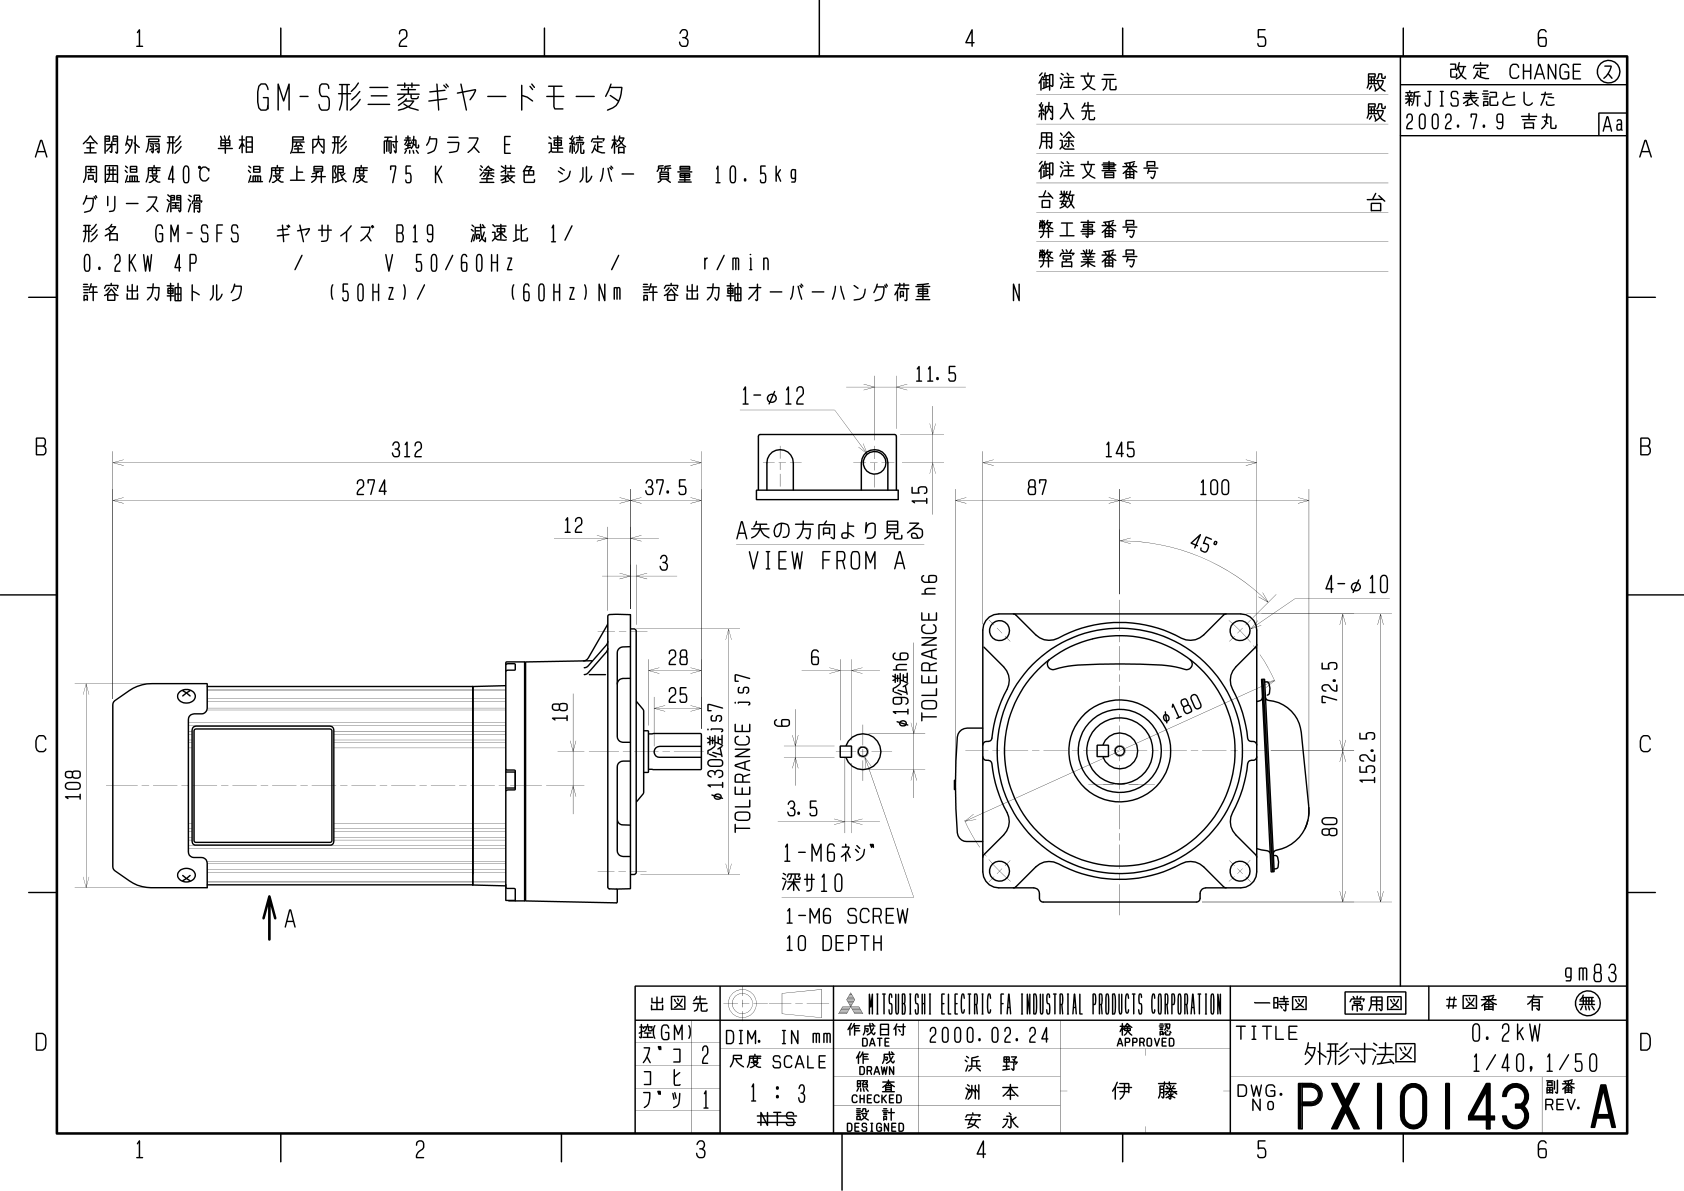 1 2 3 4 5 6
GM-S形三菱ギヤードモータ
全閉外扇形 単相 屋内形 耐熱クラス E 連続定格
周囲温度40℃ 温度上昇限度 75 K 塗装色 シルバー 質量 10.5kg
グリース潤滑
形名 GM-SFS ギヤサイズ B19 減速比 1/
0.2KW 4P / V 50/60Hz / r/min
許容出力軸トルク (50Hz)/ (60Hz)Nm 許容出力軸オーバーハング荷重 N
御注文元 殿
納入先 殿
用途
御注文書番号
台数 台
弊工事番号
弊営業番号
改定 CHANGE ス
新JIS表記とした
2002.7.9 吉丸 Aa
A
B
C
D
A
B
C
D
312
274
37.5
12
3
28
25
18
108
φ130公差js7
TOLERANCE js7
A
1-φ12
11.5
15
A矢の方向より見る
VIEW FROM A
6
6
3.5
φ19公差h6
TOLERANCE h6
1-M6ネジ
深サ10
1-M6 SCREW
10 DEPTH
145
87
100
45°
4-φ10
φ180
72.5
152.5
80
gm83
出図先
控(GM)
ズコ 2
コヒ
ブツ 1
DIM. IN mm
尺度 SCALE
1 : 3
NTS
MITSUBISHI ELECTRIC FA INDUSTRIAL PRODUCTS CORPORATION
作成日付
DATE
2000.02.24
検 認
APPROVED
作 成
DRAWN
浜 野
照 査
CHECKED
洲 本
伊 藤
設 計
DESIGNED
安 永
一時図 常用図 #図番 有 無
TITLE
外形寸法図
0.2kW
1/40, 1/50
DWG.
No
PX10143
副番
REV.
A
1 2 3 4 5 6